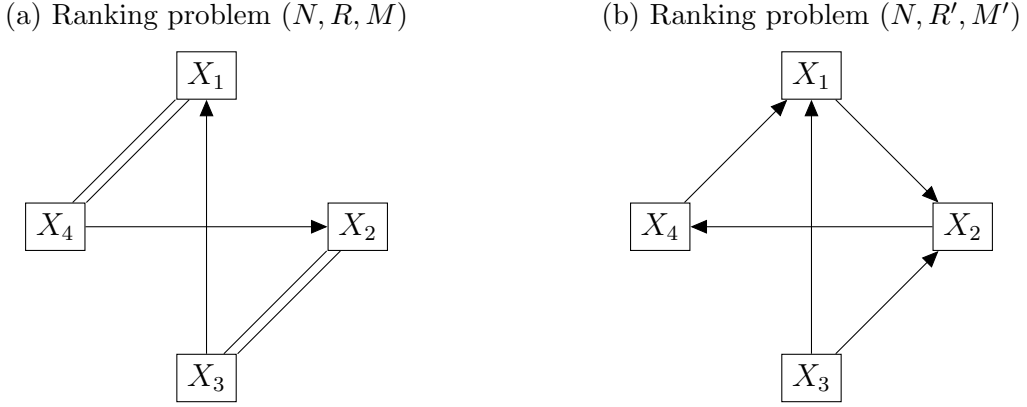 (a) Ranking problem (N, R, M)
X₁
X₄ X₂
X₃
(b) Ranking problem (N, R′, M′)
X₁
X₄ X₂
X₃